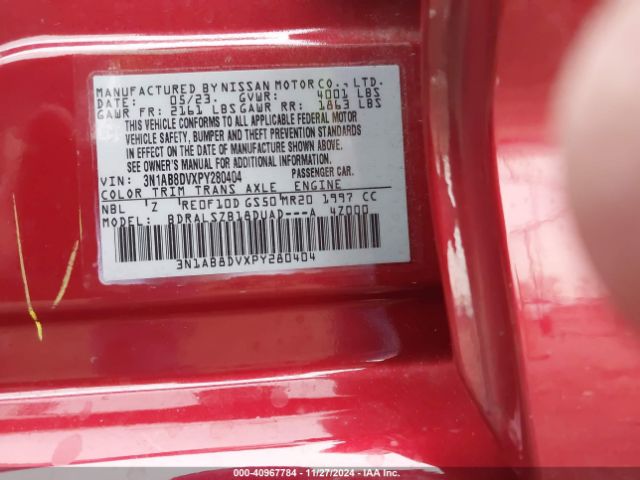 MANUFACTURED BY NISSAN MOTOR CO., LTD.
DATE: 05/23. GVWR: 4001 LBS
GAWR FR: 2161 LBS GAWR RR: 1863 LBS
THIS VEHICLE CONFORMS TO ALL APPLICABLE FEDERAL MOTOR
VEHICLE SAFETY, BUMPER AND THEFT PREVENTION STANDARDS
IN EFFECT ON THE DATE OF MANUFACTURE SHOWN ABOVE.
SEE OWNER'S MANUAL FOR ADDITIONAL INFORMATION.
VIN: 3N1AB8DVXPY280404 PASSENGER CAR.
COLOR TRIM TRANS AXLE ENGINE
NBL 'Z RE0F10D GS50 MR20 1997 CC
MODEL: BDRALSZB18DUAD---A 4Z000
3N1AB8DVXPY280404
000-40967784 | 11/27/2024 - IAA Inc.